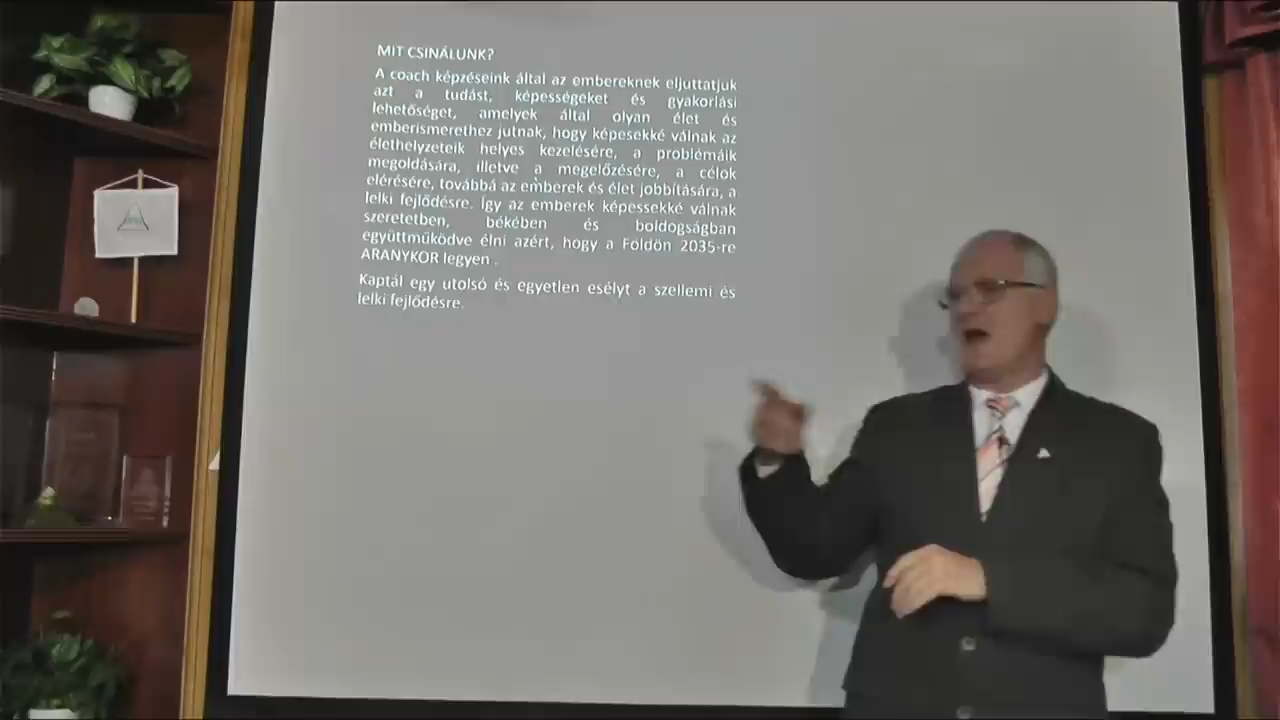 MIT CSINÁLUNK?
A coach képzéseink által az embereknek eljuttatjuk
azt a tudást, képességeket és gyakorlási
lehetőséget, amelyek által olyan élet és
emberismerethez jutnak, hogy képesekké válnak az
élethelyzeteik helyes kezelésére, a problémáik
megoldására, illetve a megelőzésére, a célok
elérésére, továbbá az emberek és élet jobbítására, a
lelki fejlődésre. Így az emberek képessekké válnak
szeretetben, békében és boldogságban
együttműködve élni azért, hogy a Földön 2035-re
ARANYKOR legyen .
Kaptál egy utolsó és egyetlen esélyt a szellemi és
lelki fejlődésre.